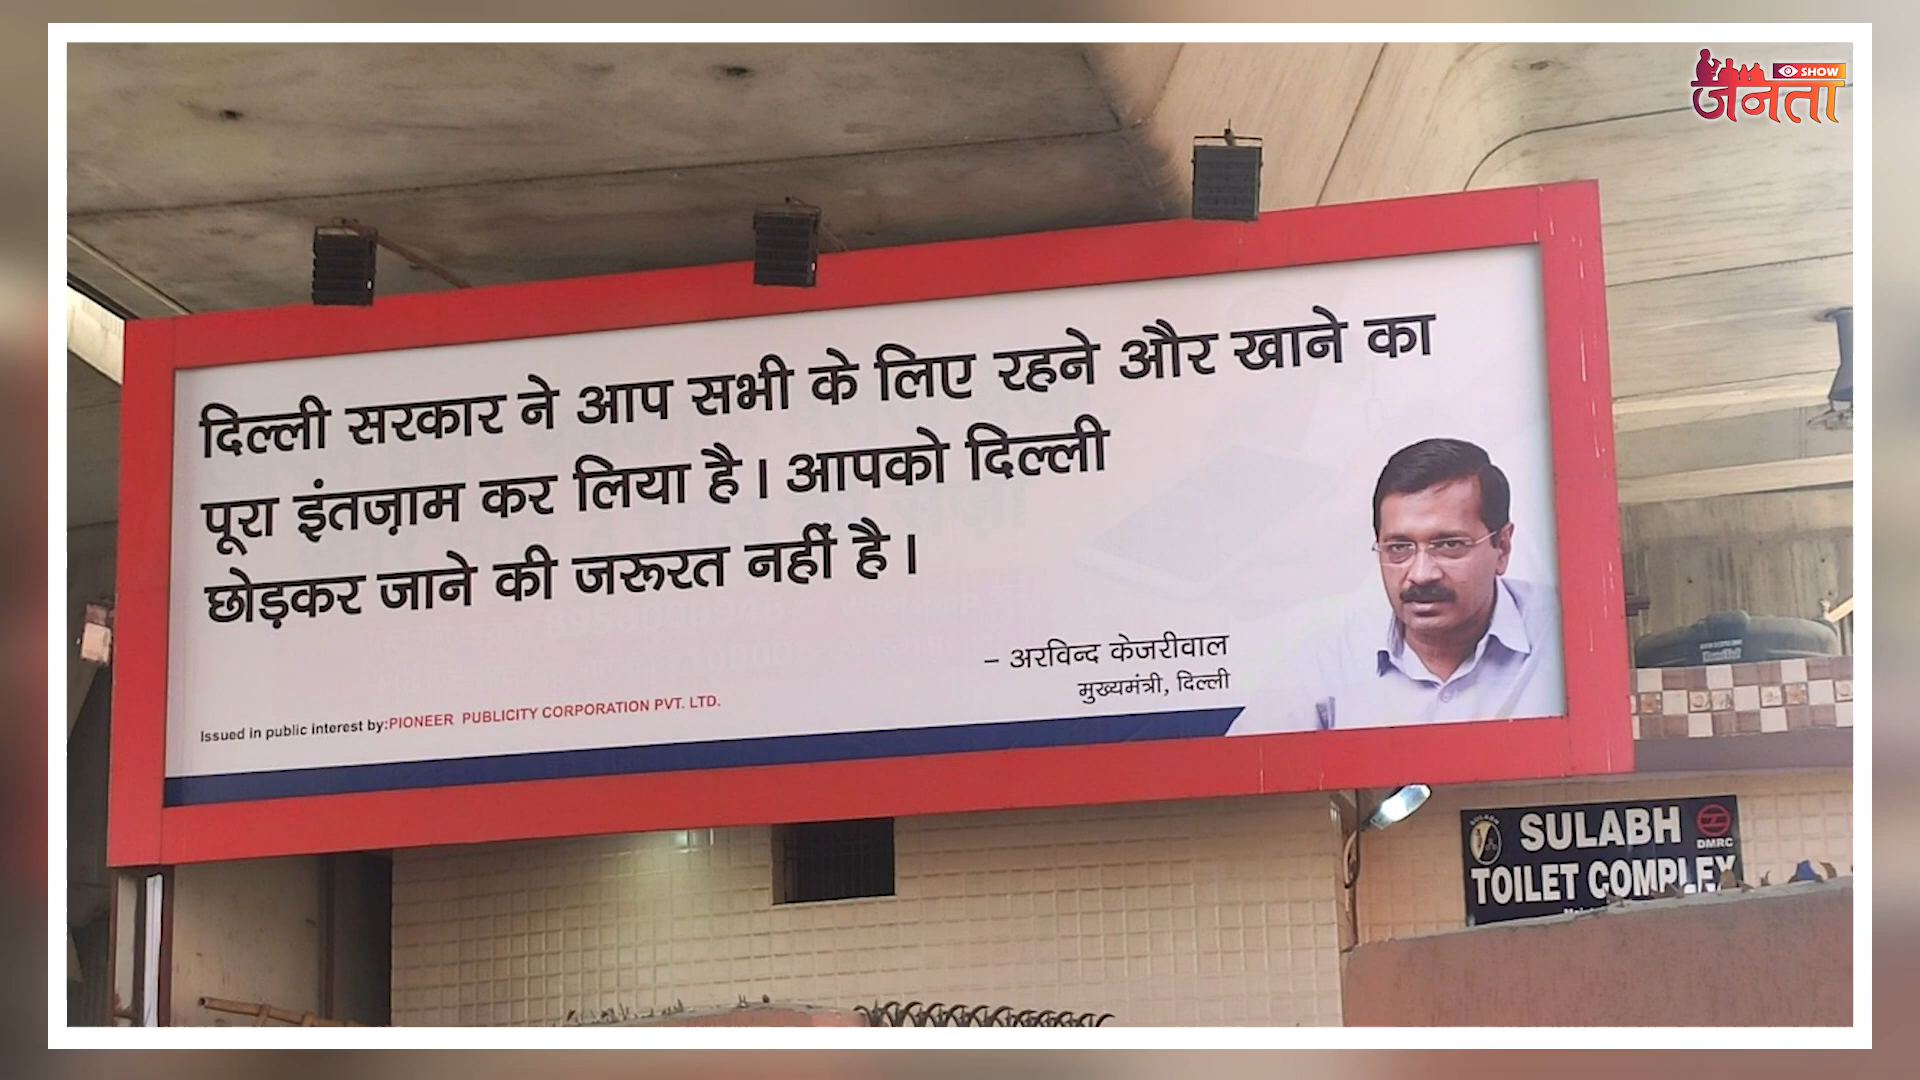 SHOW
जनता
दिल्ली सरकार ने आप सभी के लिए रहने और खाने का
पूरा इंतज़ाम कर लिया है। आपको दिल्ली
छोड़कर जाने की जरूरत नहीं है।
– अरविन्द केजरीवाल
मुख्यमंत्री, दिल्ली
Issued in public interest by:PIONEER PUBLICITY CORPORATION PVT. LTD.
SULABH
DMRC
TOILET COMPLEX